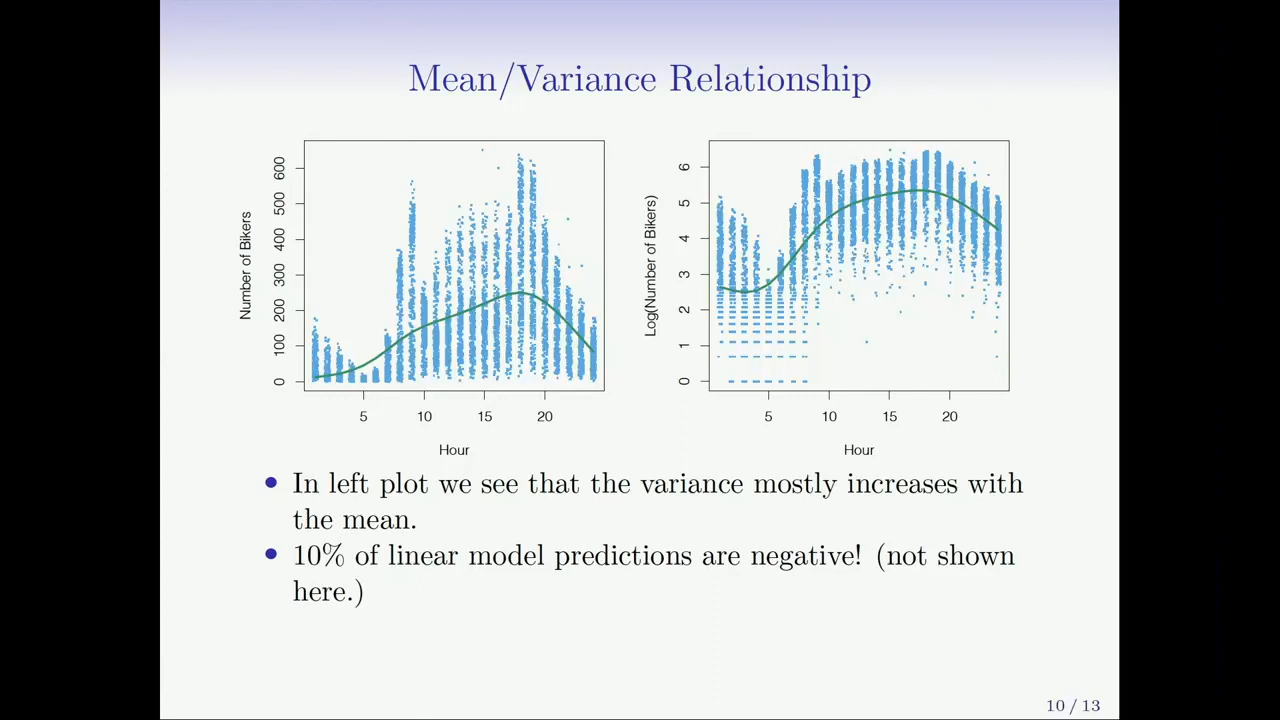 Mean/Variance Relationship
Number of Bikers
0 100 200 300 400 500 600
5 10 15 20
Hour
Log(Number of Bikers)
0 1 2 3 4 5 6
5 10 15 20
Hour
• In left plot we see that the variance mostly increases with
the mean.
• 10% of linear model predictions are negative! (not shown
here.)
10 / 13